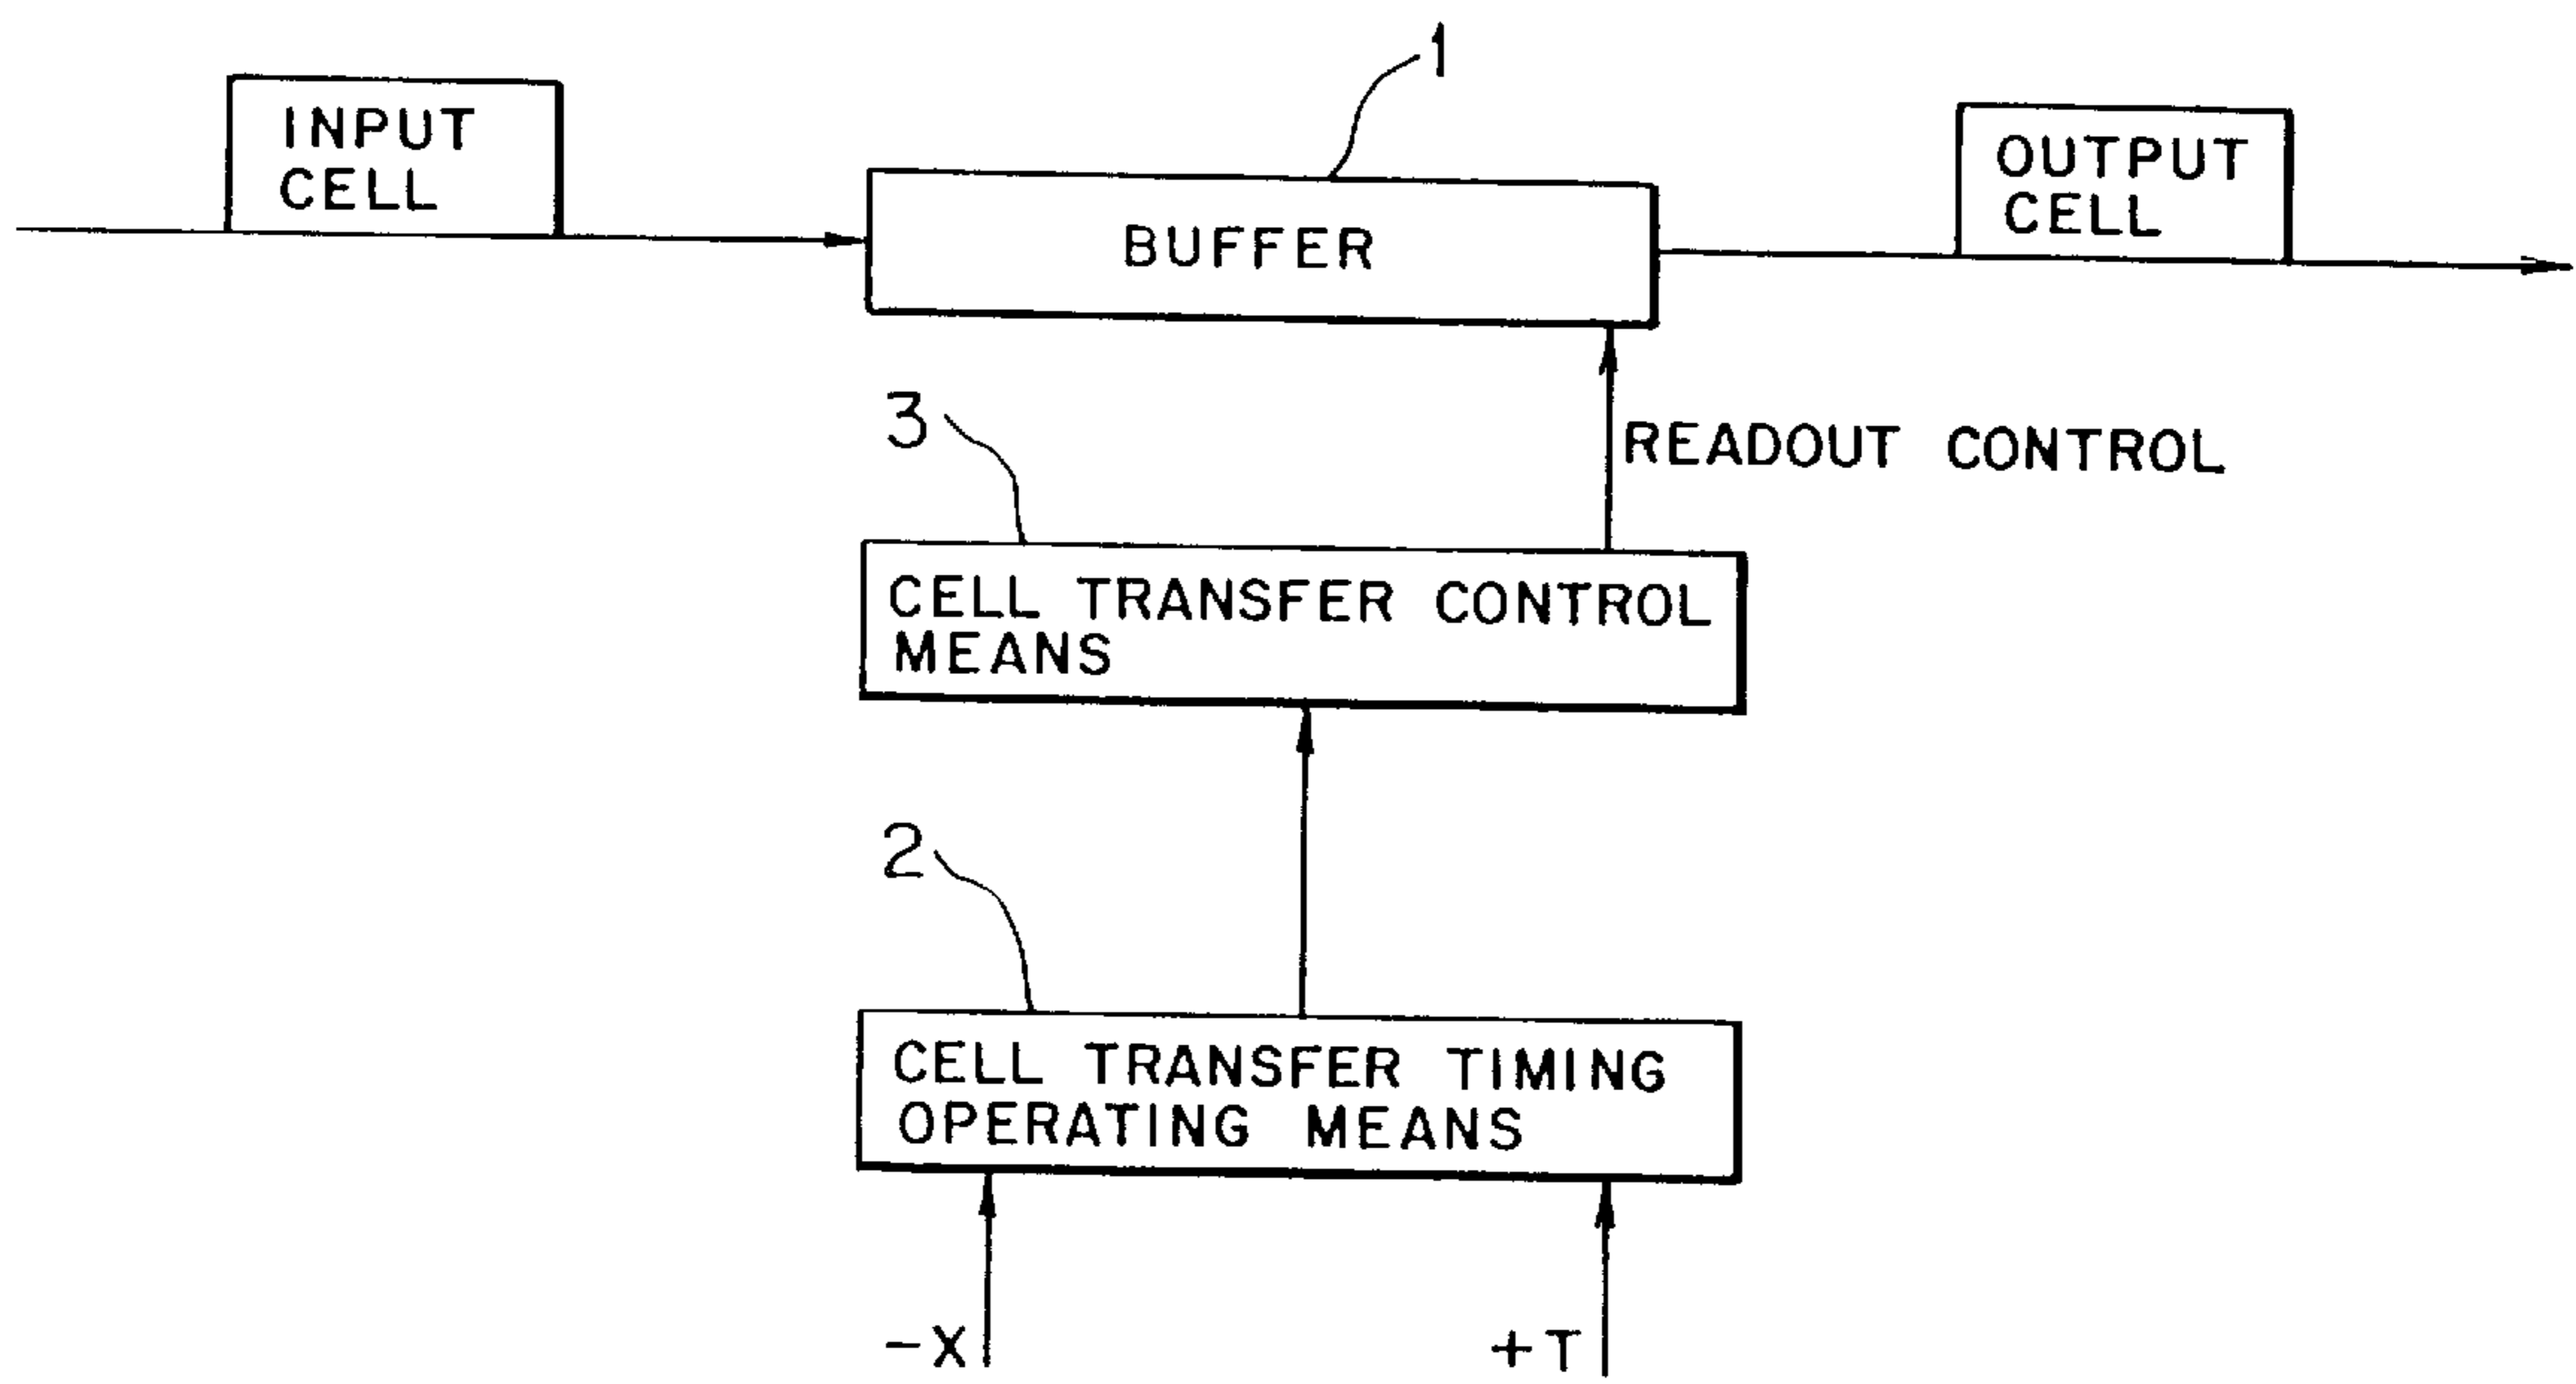 1
INPUT
CELL
OUTPUT
CELL
BUFFER
3
READOUT CONTROL
CELL TRANSFER CONTROL
MEANS
2
CELL TRANSFER TIMING
OPERATING MEANS
-X
+T